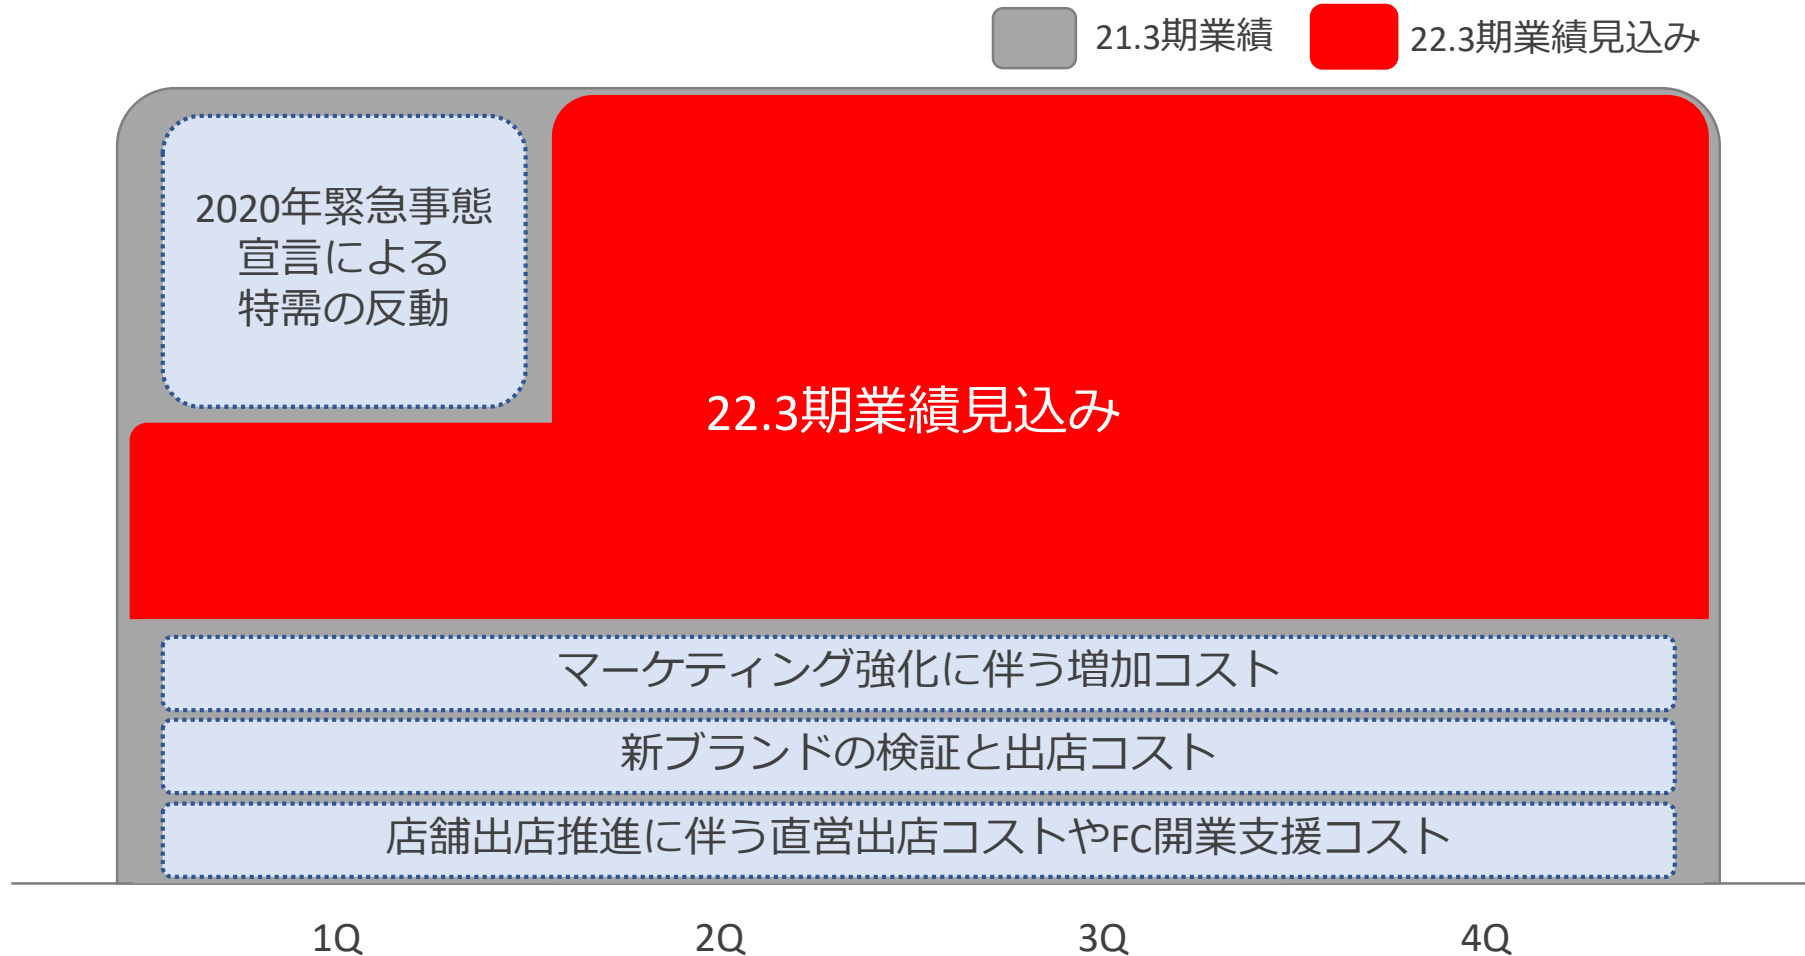 21.3期業績
22.3期業績見込み
2020年緊急事態
宣言による
特需の反動
22.3期業績見込み
マーケティング強化に伴う増加コスト
新ブランドの検証と出店コスト
店舗出店推進に伴う直営出店コストやFC開業支援コスト
1Q
2Q
3Q
4Q